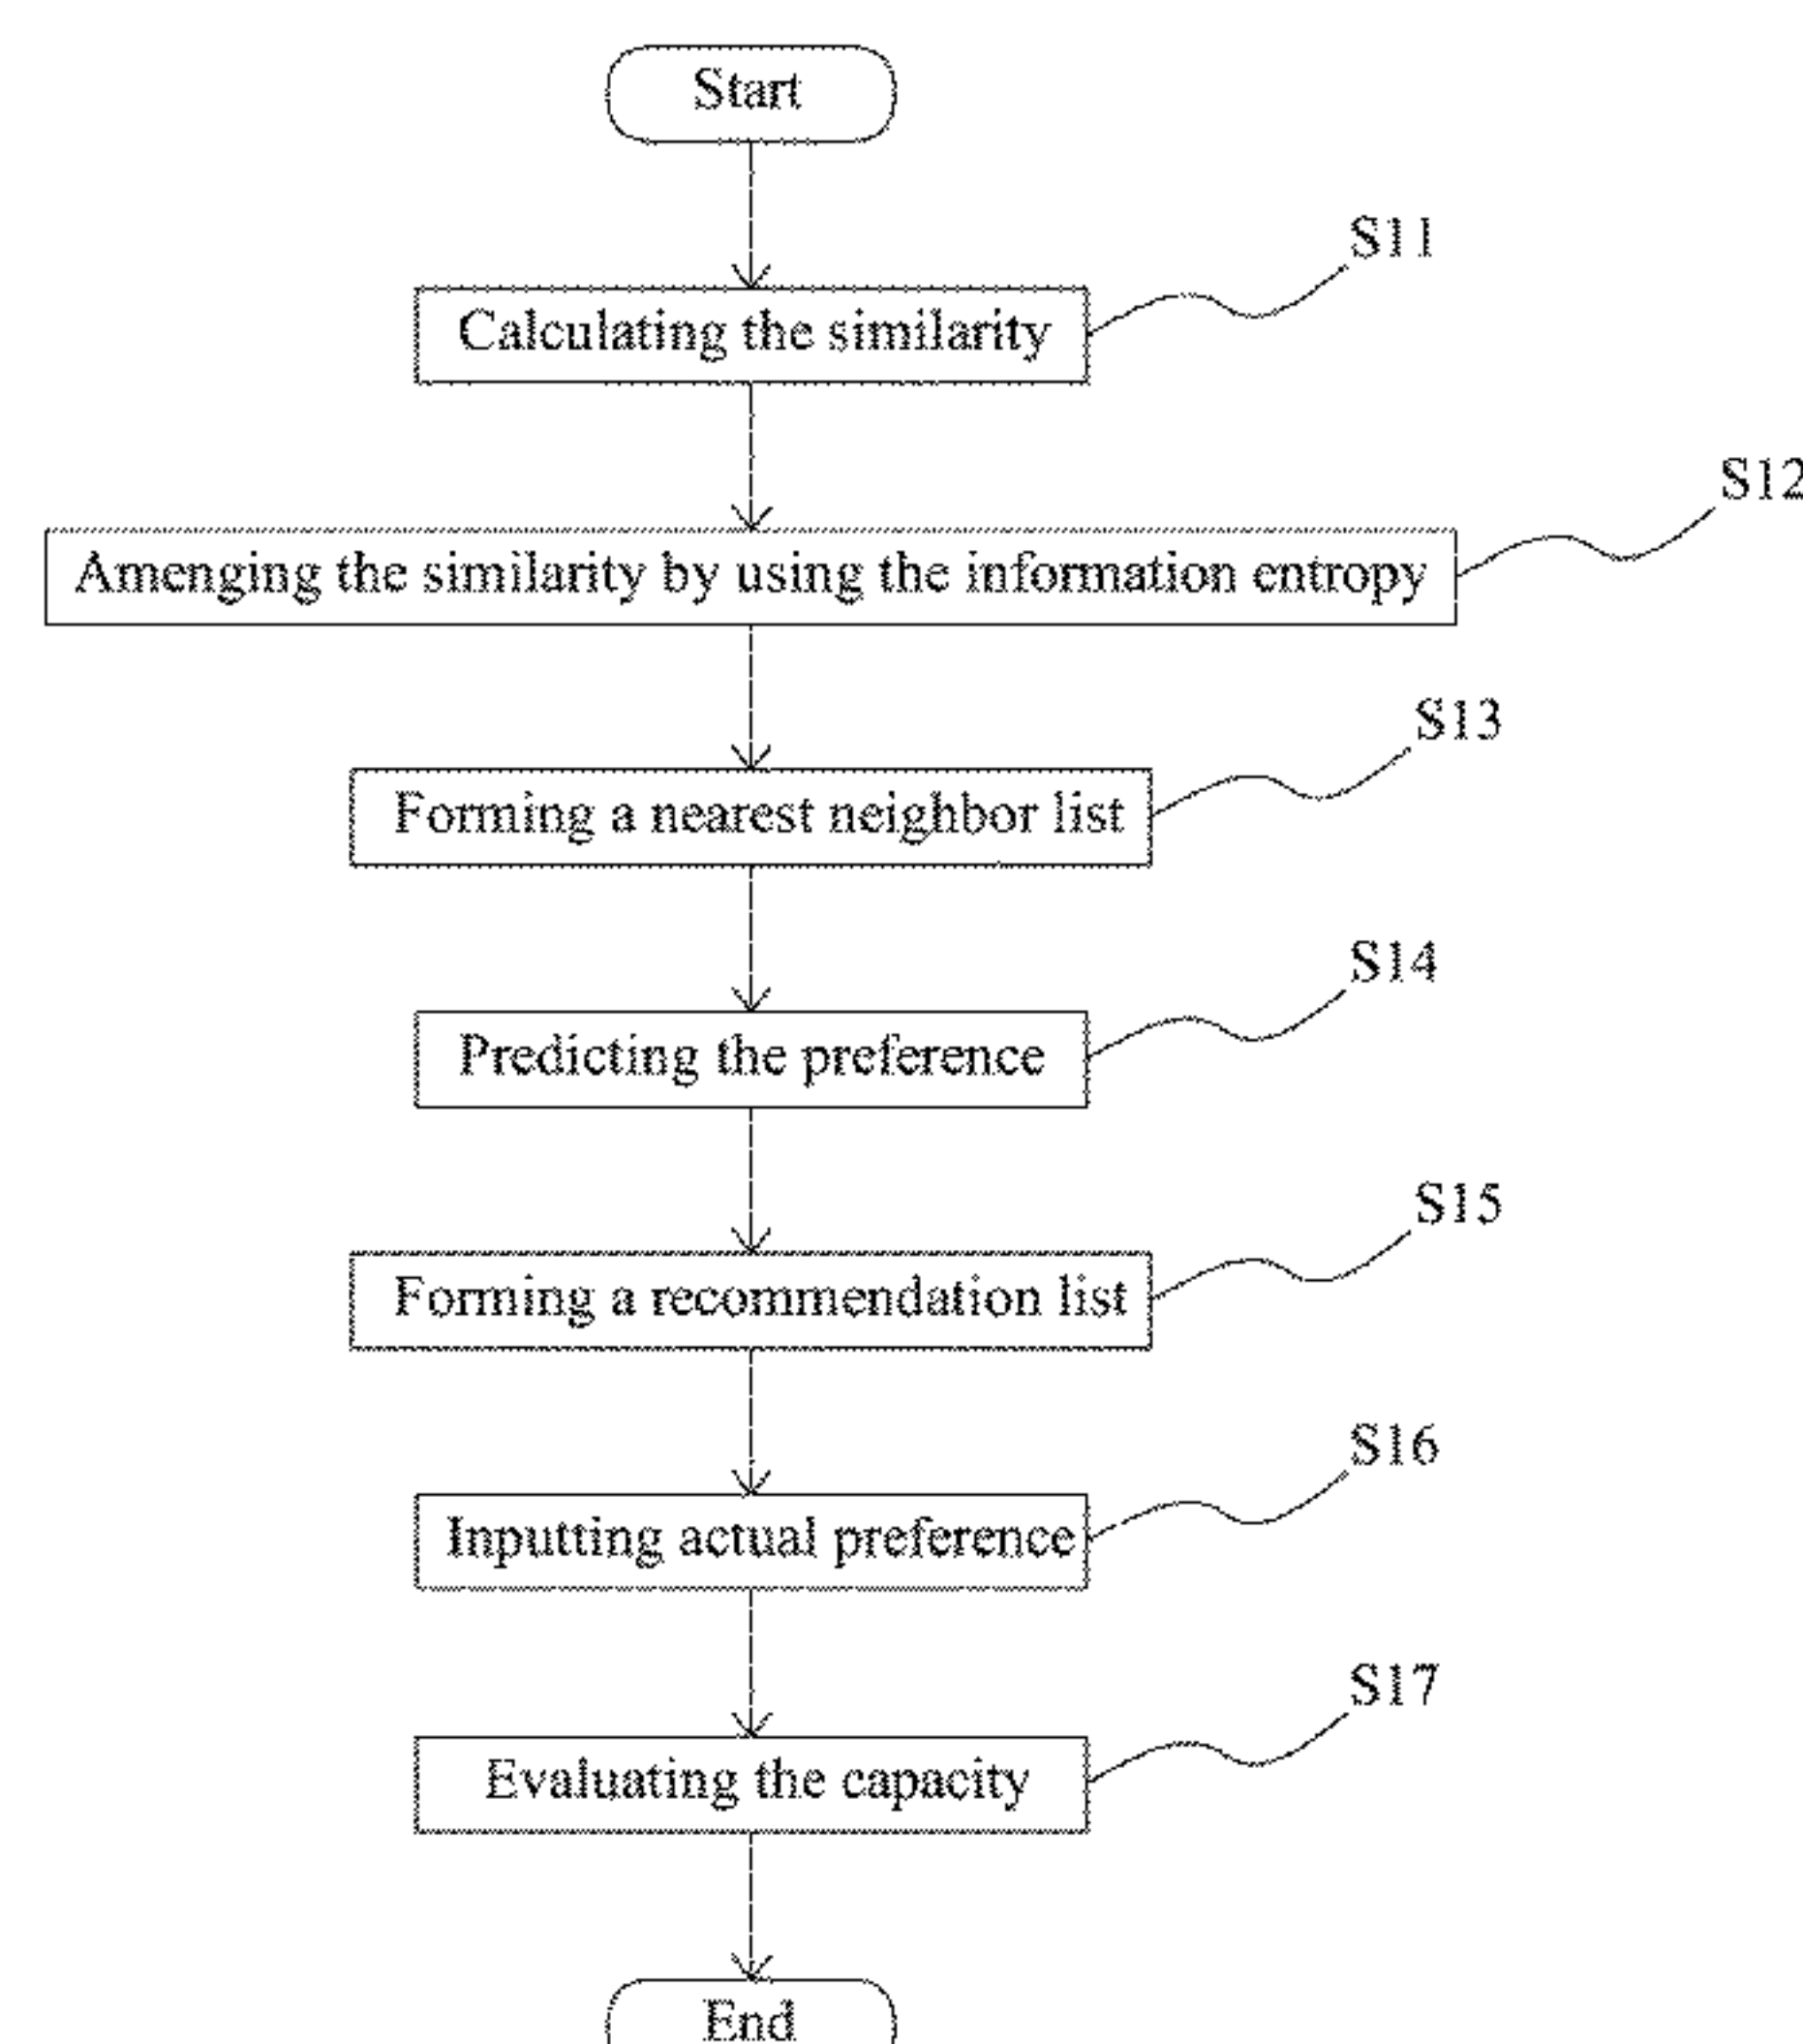 Start
S11
Calculating the similarity
S12
Amenging the similarity by using the information entropy
S13
Forming a nearest neighbor list
S14
Predicting the preference
S15
Forming a recommendation list
S16
Inputting actual preference
S17
Evaluating the capacity
End